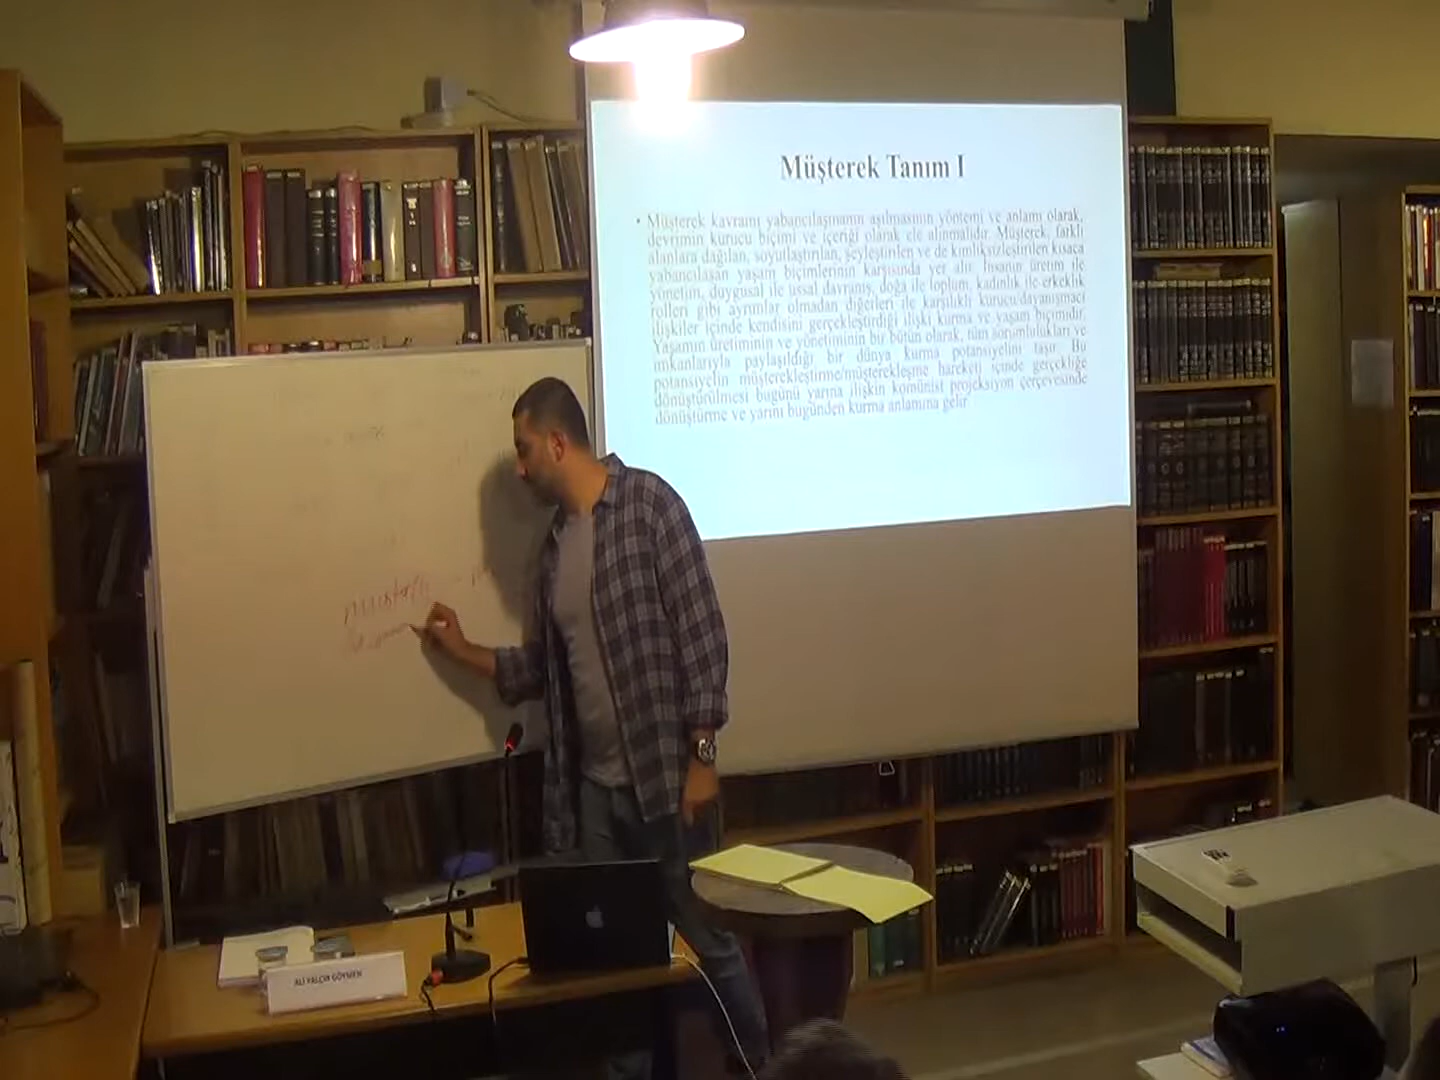 Müşterek Tanım I
• Müşterek kavramı yabancılaşmanın aşılmasının yöntemi ve anlamı olarak,
devrimin kurucu biçimi ve içeriği olarak ele alınmalıdır. Müşterek, farklı
alanlara dağılan, soyutlaştırılan, şeyleştirilen ve de kimliksizleştirilen kısaca
yabancılaşan yaşam biçimlerinin karşısında yer alır. İnsanın üretim ile
yönetim, duygusal ile ussal davranış, doğa ile toplum, kadınlık ile erkeklik
rolleri gibi ayrımlar olmadan diğerleri ile karşılıklı kurucu/dayanışmacı
ilişkiler içinde kendisini gerçekleştirdiği ilişki kurma ve yaşam biçimidir.
Yaşamın üretiminin ve yönetiminin bir bütün olarak, tüm sorumlulukları ve
imkanlarıyla paylaşıldığı bir dünya kurma potansiyelini taşır. Bu
potansiyelin müşterekleştirme/müşterekleşme hareketi içinde gerçekliğe
dönüştürülmesi bugünü yarına ilişkin komünist projeksiyon çerçevesinde
dönüştürme ve yarını bugünden kurma anlamına gelir.
ALİ YALÇIN GÖYMEN